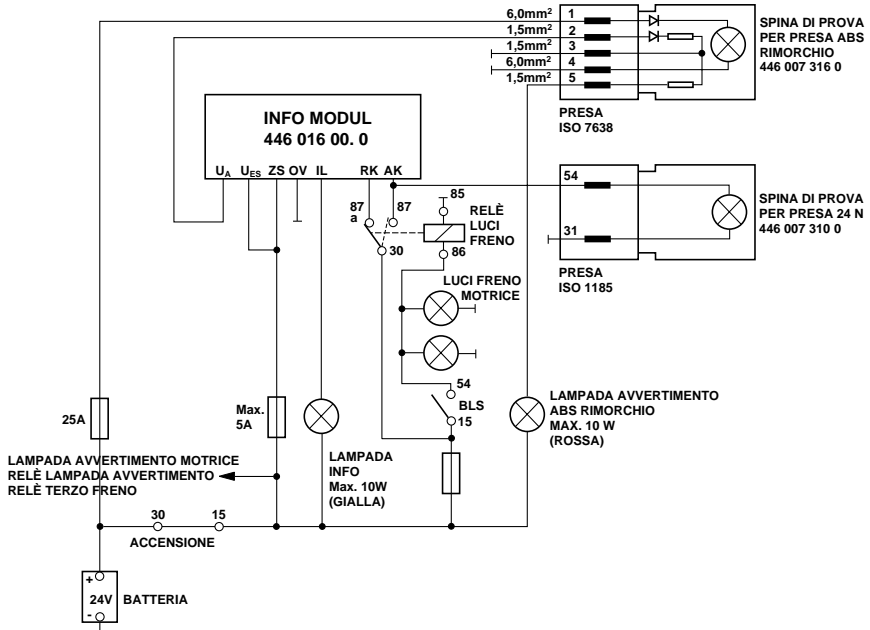 6,0mm²
1,5mm²
1,5mm²
6,0mm²
1,5mm²
1
2
3
4
5
SPINA DI PROVA
PER PRESA ABS
RIMORCHIO
446 007 316 0
PRESA
ISO 7638
INFO MODUL
446 016 00. 0
UA UES ZS OV IL RK AK
54
31
SPINA DI PROVA
PER PRESA 24 N
446 007 310 0
PRESA
ISO 1185
87
a
87
30
85
RELÈ
LUCI
FRENO
86
LUCI FRENO
MOTRICE
54
BLS
15
25A
Max.
5A
LAMPADA
INFO
Max. 10W
(GIALLA)
LAMPADA AVVERTIMENTO
ABS RIMORCHIO
MAX. 10 W
(ROSSA)
LAMPADA AVVERTIMENTO MOTRICE
RELÈ LAMPADA AVVERTIMENTO
RELÈ TERZO FRENO
30 15
ACCENSIONE
+
24V
-
BATTERIA